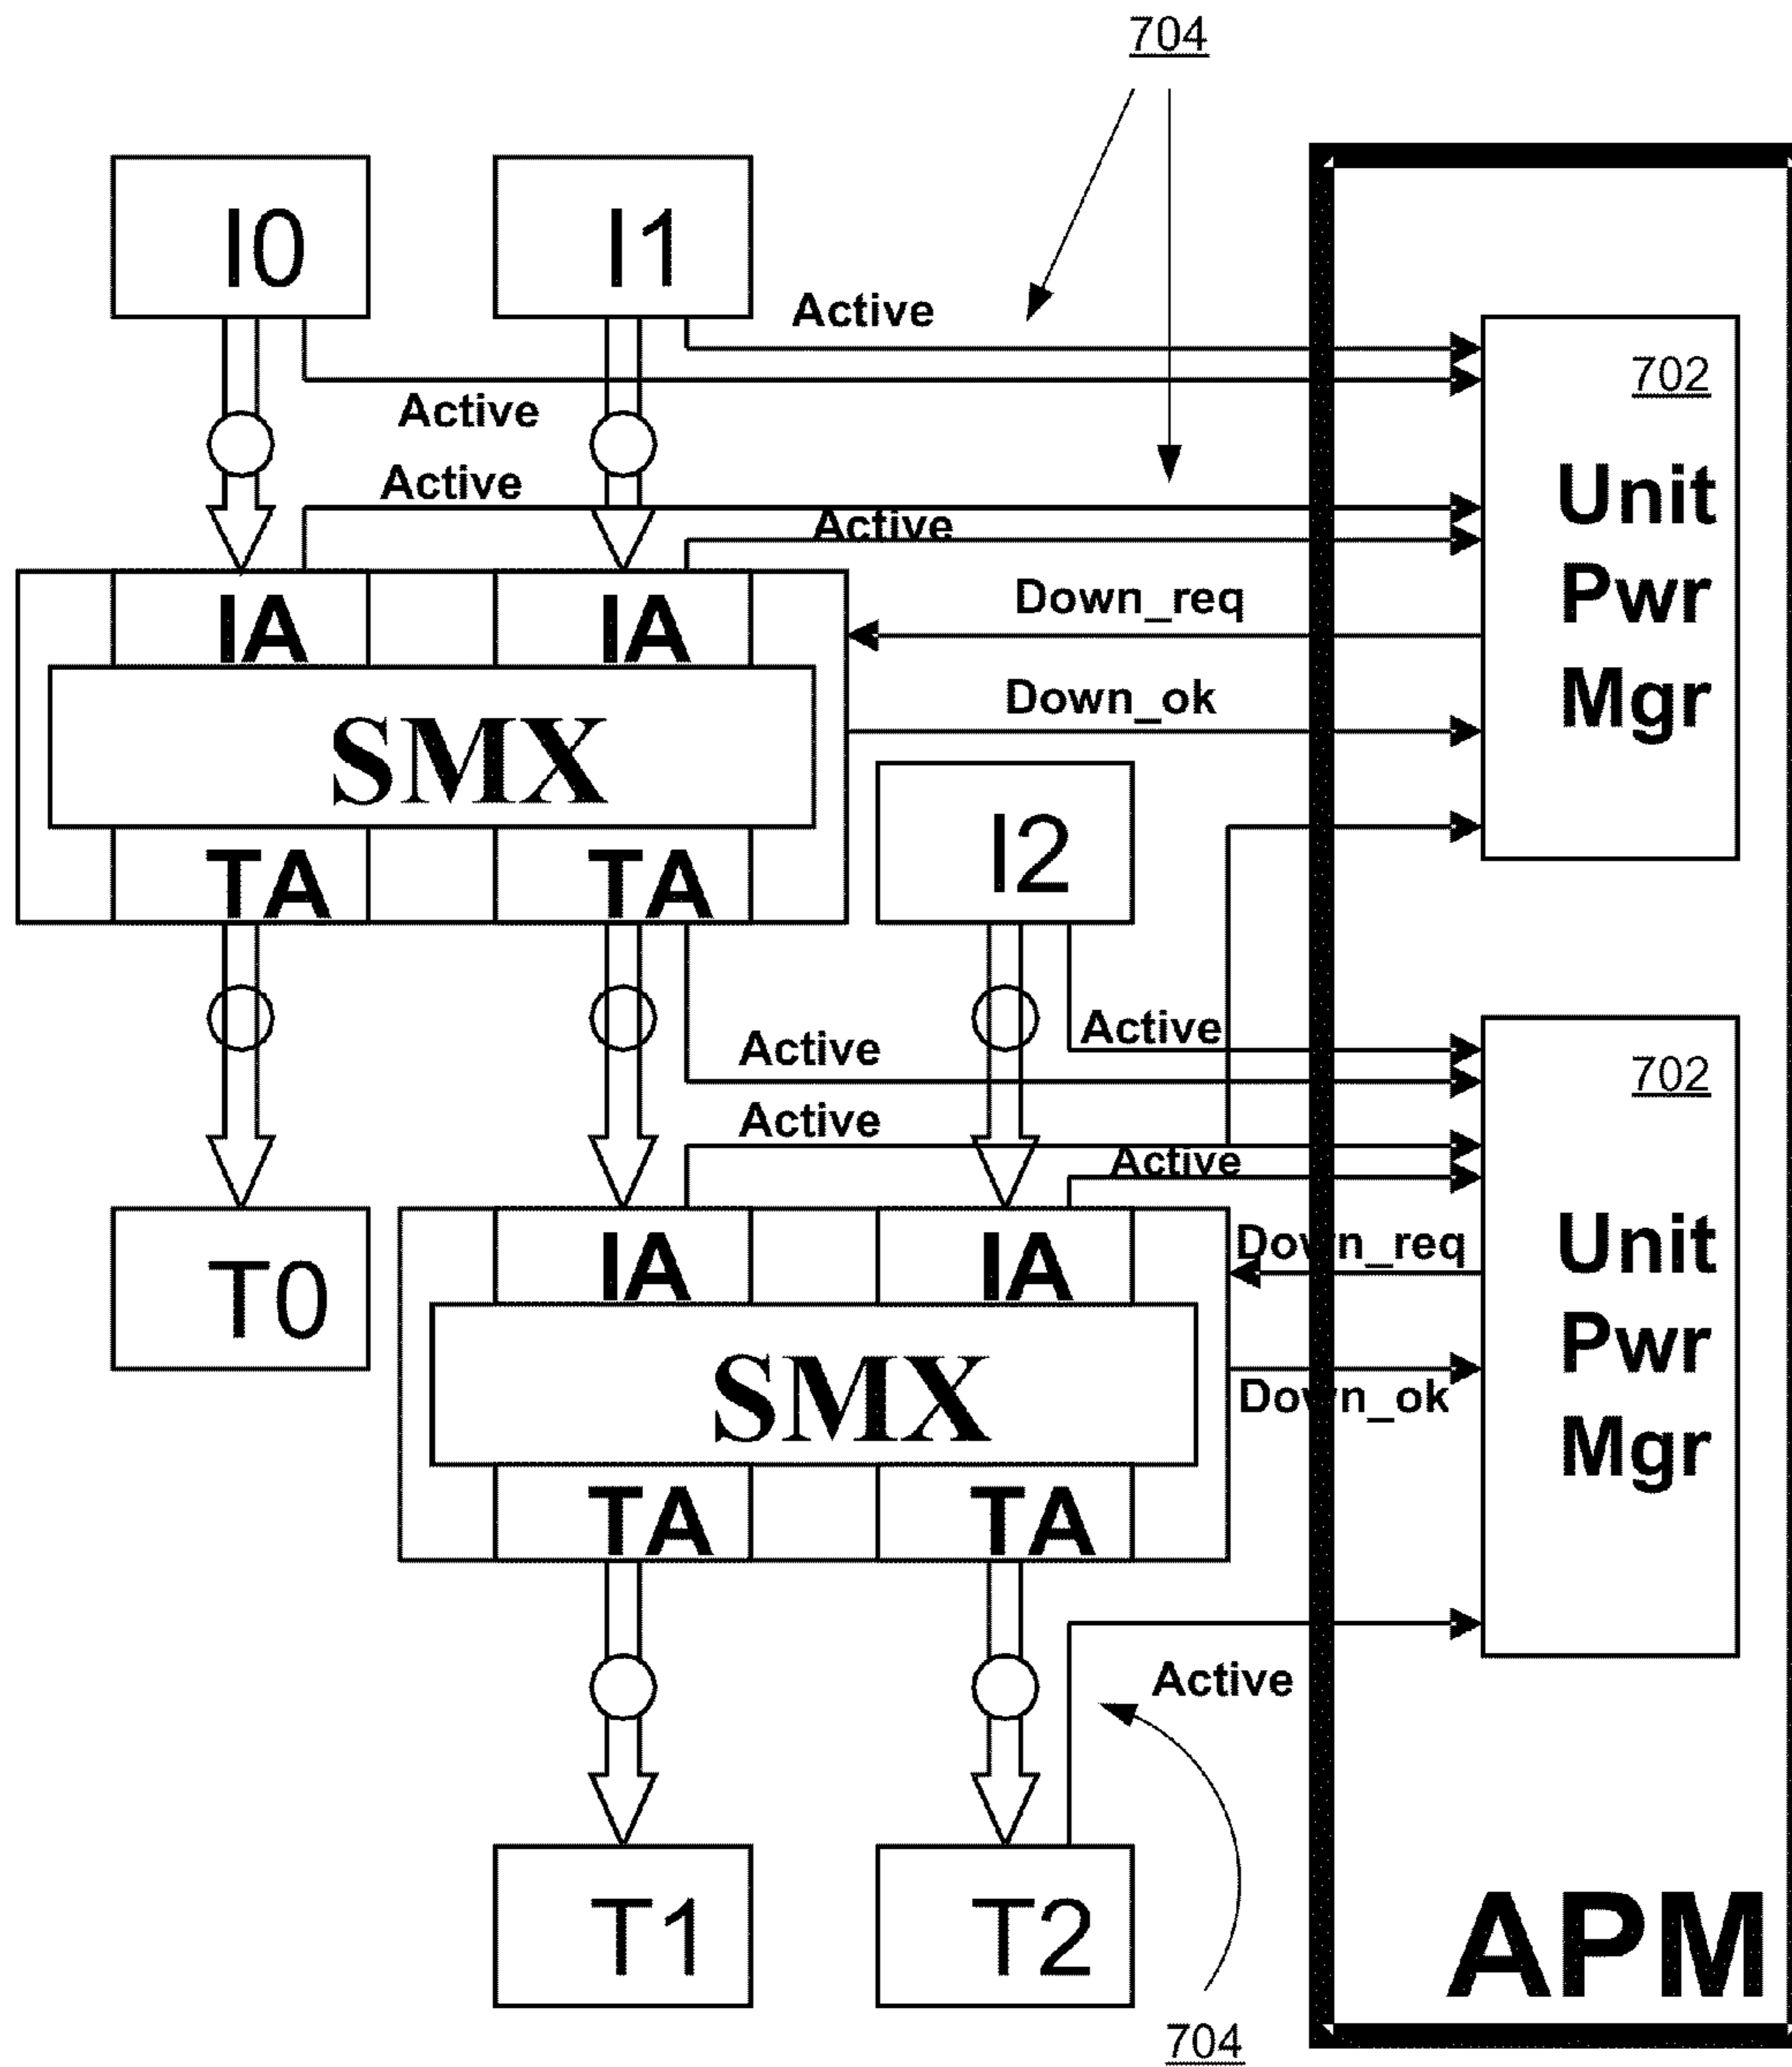 704
I0
I1
Active
702
Active
Active
Active
Unit
Pwr
Mgr
IA
IA
Down_req
SMX
Down_ok
TA
TA
I2
Active
Active
702
Active
Active
Unit
Pwr
Mgr
T0
IA
IA
Down_req
SMX
Down_ok
TA
TA
Active
T1
T2
APM
704